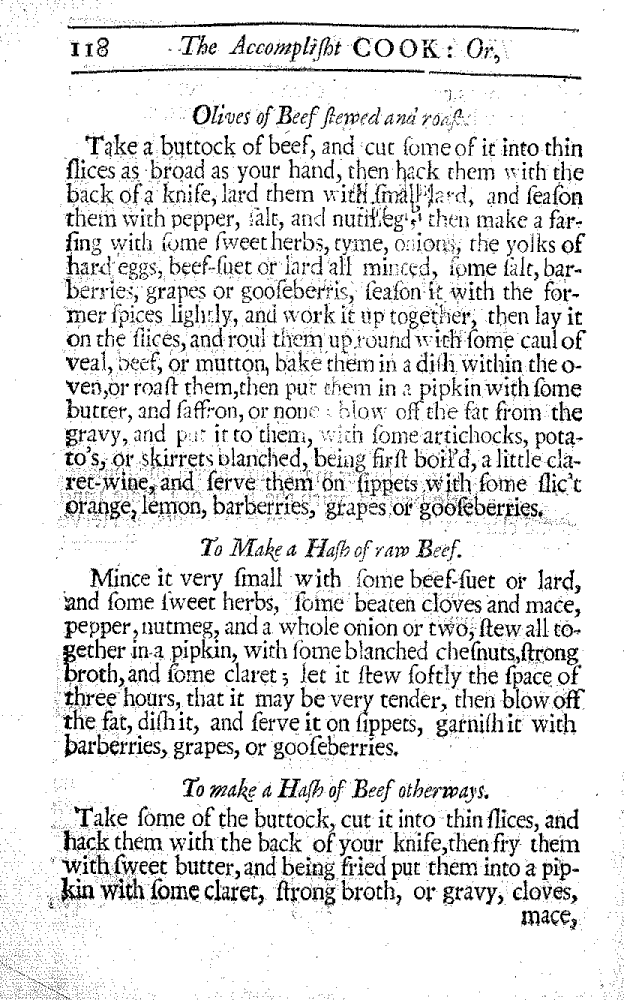 118 The Accompliſht COOK: Or,
Olives of Beef ſtewed and roaſt.
Take a buttock of beef, and cut ſome of it into thin
ſlices as broad as your hand, then hack them with the
back of a knife, lard them with ſmall lard, and ſeaſon
them with pepper, ſalt, and nutmeg; then make a far-
ſing with ſome ſweet herbs, tyme, onions, the yolks of
hard eggs, beef-ſuet or lard all minced, ſome ſalt, bar-
berries, grapes or gooſeberris, ſeaſon it with the for-
mer ſpices lightly, and work it up together, then lay it
on the ſlices, and roul them up round with ſome caul of
veal, beef, or mutton, bake them in a diſh within the o-
ven, or roaſt them, then put them in a pipkin with ſome
butter, and ſaffron, or none : blow off the fat from the
gravy, and put it to them, with ſome artichocks, pota-
to's, or skirrets blanched, being firſt boil'd, a little cla-
ret-wine, and ſerve them on ſippets with ſome ſlic't
orange, lemon, barberries, grapes or gooſeberries.
To Make a Haſh of raw Beef.
Mince it very ſmall with ſome beef-ſuet or lard,
and ſome ſweet herbs, ſome beaten cloves and mace,
pepper, nutmeg, and a whole onion or two, ſtew all to-
gether in a pipkin, with ſome blanched cheſnuts, ſtrong
broth, and ſome claret; let it ſtew ſoftly the ſpace of
three hours, that it may be very tender, then blow off
the fat, diſh it, and ſerve it on ſippets, garniſh it with
barberries, grapes, or gooſeberries.
To make a Haſh of Beef otherways.
Take ſome of the buttock, cut it into thin ſlices, and
hack them with the back of your knife, then fry them
with ſweet butter, and being fried put them into a pip-
kin with ſome claret, ſtrong broth, or gravy, cloves,
mace,